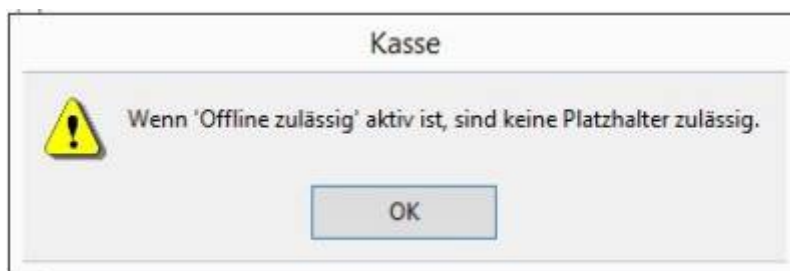 Kasse
Wenn 'Offline zulässig' aktiv ist, sind keine Platzhalter zulässig.
OK